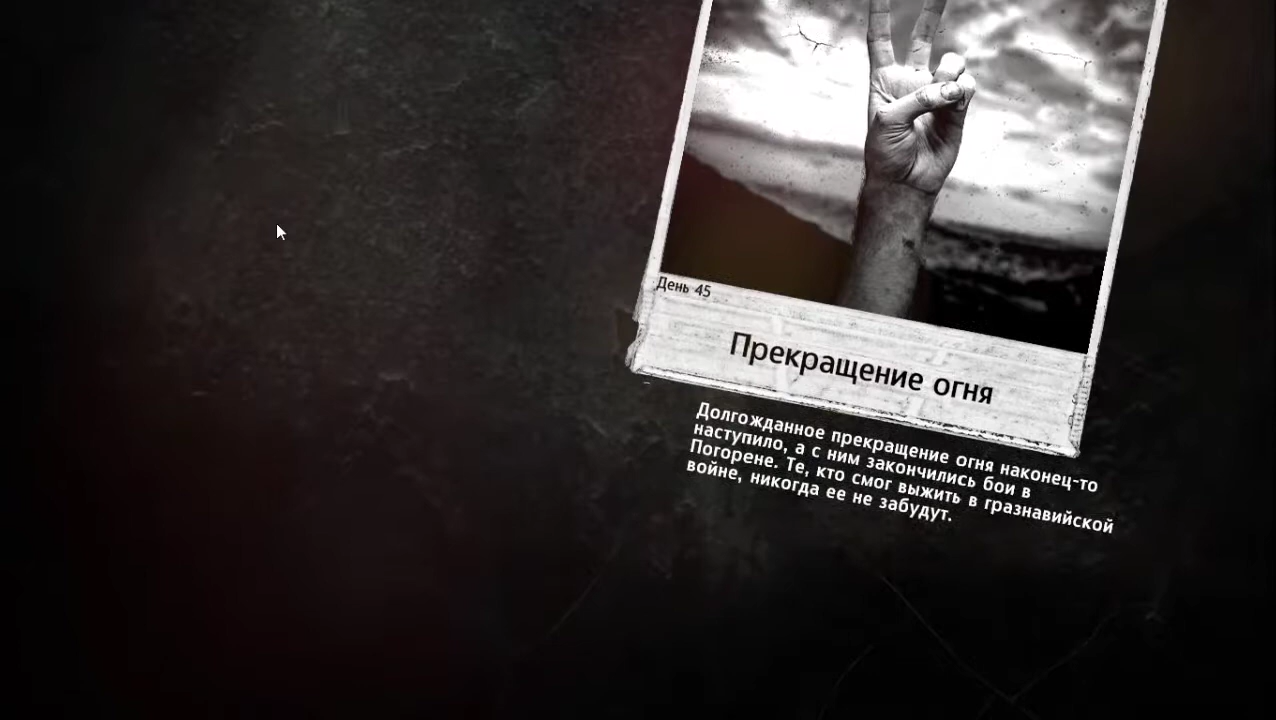 День 45
Прекращение огня
Долгожданное прекращение огня наконец-то
наступило, а с ним закончились бои в
Погорене. Те, кто смог выжить в гразнавийской
войне, никогда ее не забудут.